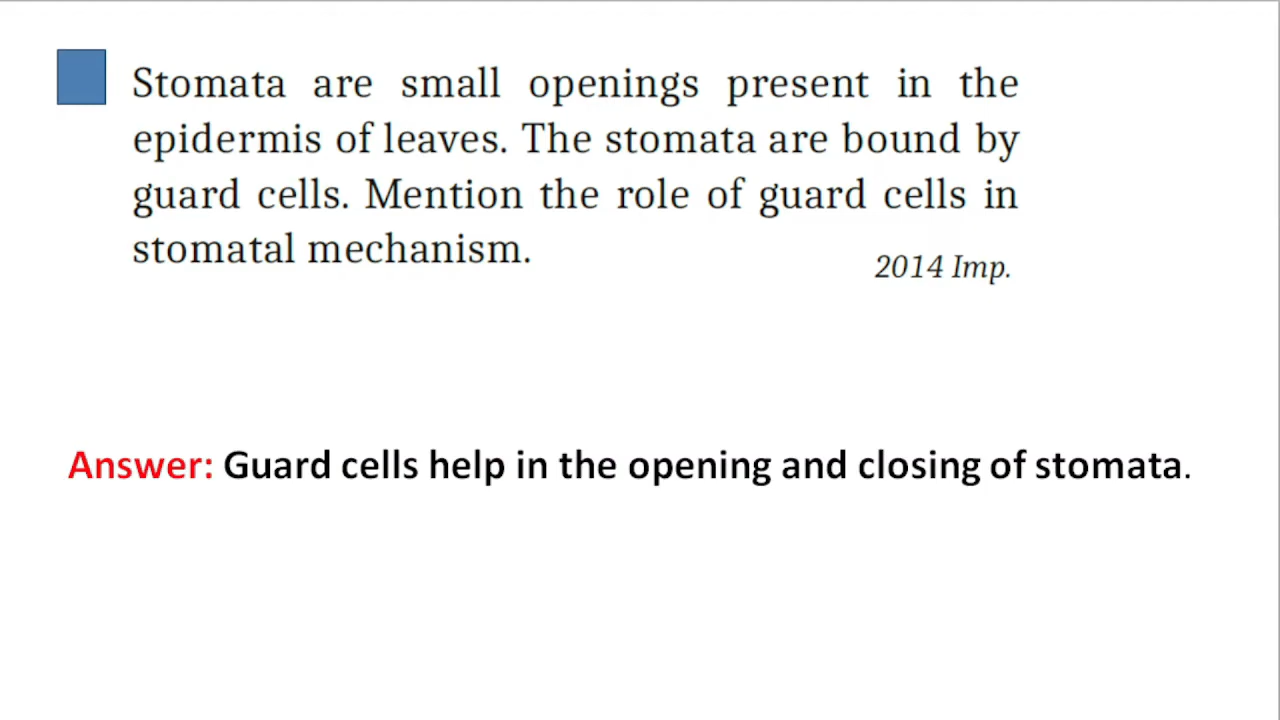 Stomata are small openings present in the
epidermis of leaves. The stomata are bound by
guard cells. Mention the role of guard cells in
stomatal mechanism.
2014 Imp.
Answer: Guard cells help in the opening and closing of stomata.